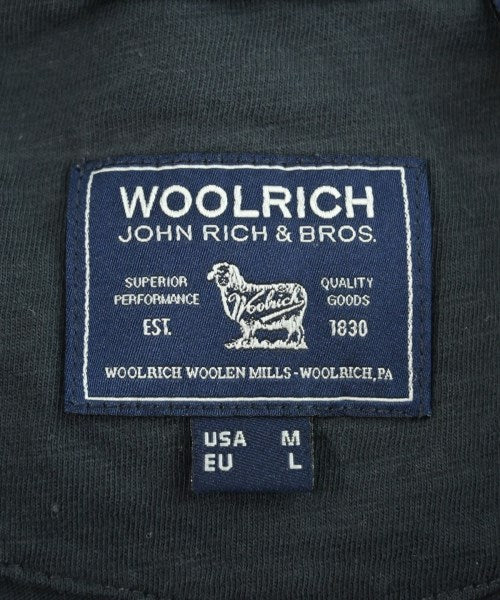 WOOLRICH
JOHN RICH & BROS.
SUPERIOR PERFORMANCE
EST.
Woolrich
QUALITY GOODS
1830
WOOLRICH WOOLEN MILLS - WOOLRICH, PA
USA M
EU L